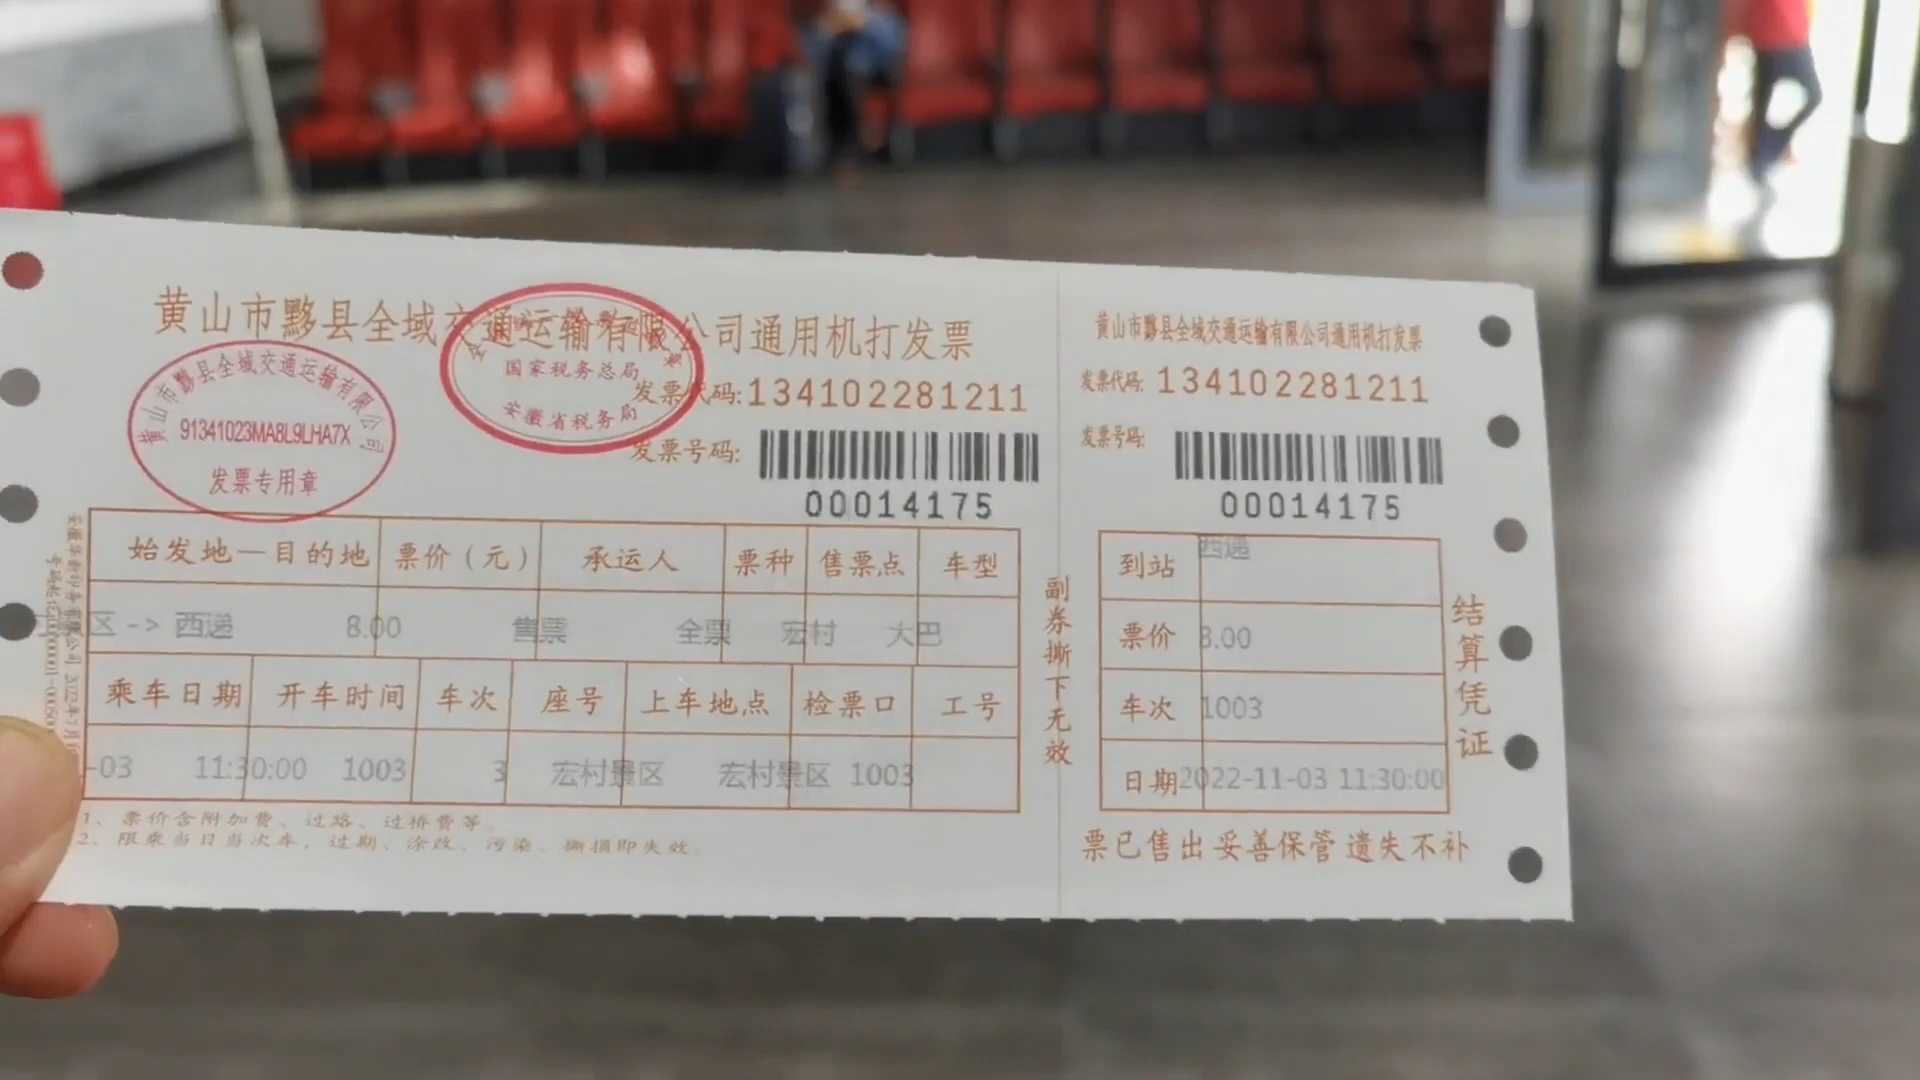 黄山市黟县全域交通运输有限公司通用机打发票
黄山市黟县全域交通运输有限公司
91341023MA8L9LHA7X
发票专用章
国家税务总局
安徽省税务局
发票代码:134102281211
发票号码:
00014175
始发地—目的地 票价(元) 承运人 票种 售票点 车型
区 -> 西递 8.00 售票 全票 宏村 大巴
乘车日期 开车时间 车次 座号 上车地点 检票口 工号
-03 11:30:00 1003 3 宏村景区 宏村景区 1003
1、票价含附加费、过路、过桥费等。
2、限乘当日当次车,过期、涂改、污染、撕损即失效。
副券撕下无效
黄山市黟县全域交通运输有限公司通用机打发票
发票代码:134102281211
发票号码:
00014175
到站 西递
票价 8.00
车次 1003
日期 2022-11-03 11:30:00
结算凭证
票已售出妥善保管遗失不补